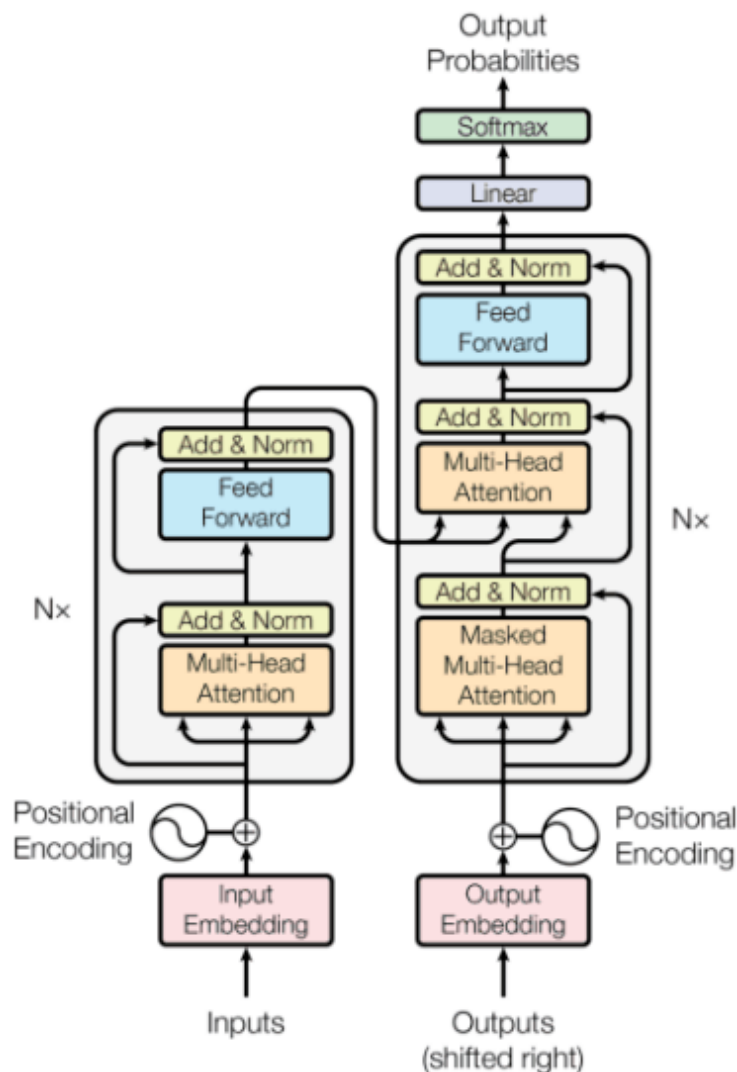 Output
Probabilities
Softmax
Linear
Add & Norm
Feed
Forward
Add & Norm
Multi-Head
Attention
Add & Norm
Masked
Multi-Head
Attention
Nx
Add & Norm
Feed
Forward
Add & Norm
Multi-Head
Attention
Nx
Positional
Encoding
Positional
Encoding
Input
Embedding
Output
Embedding
Inputs
Outputs
(shifted right)